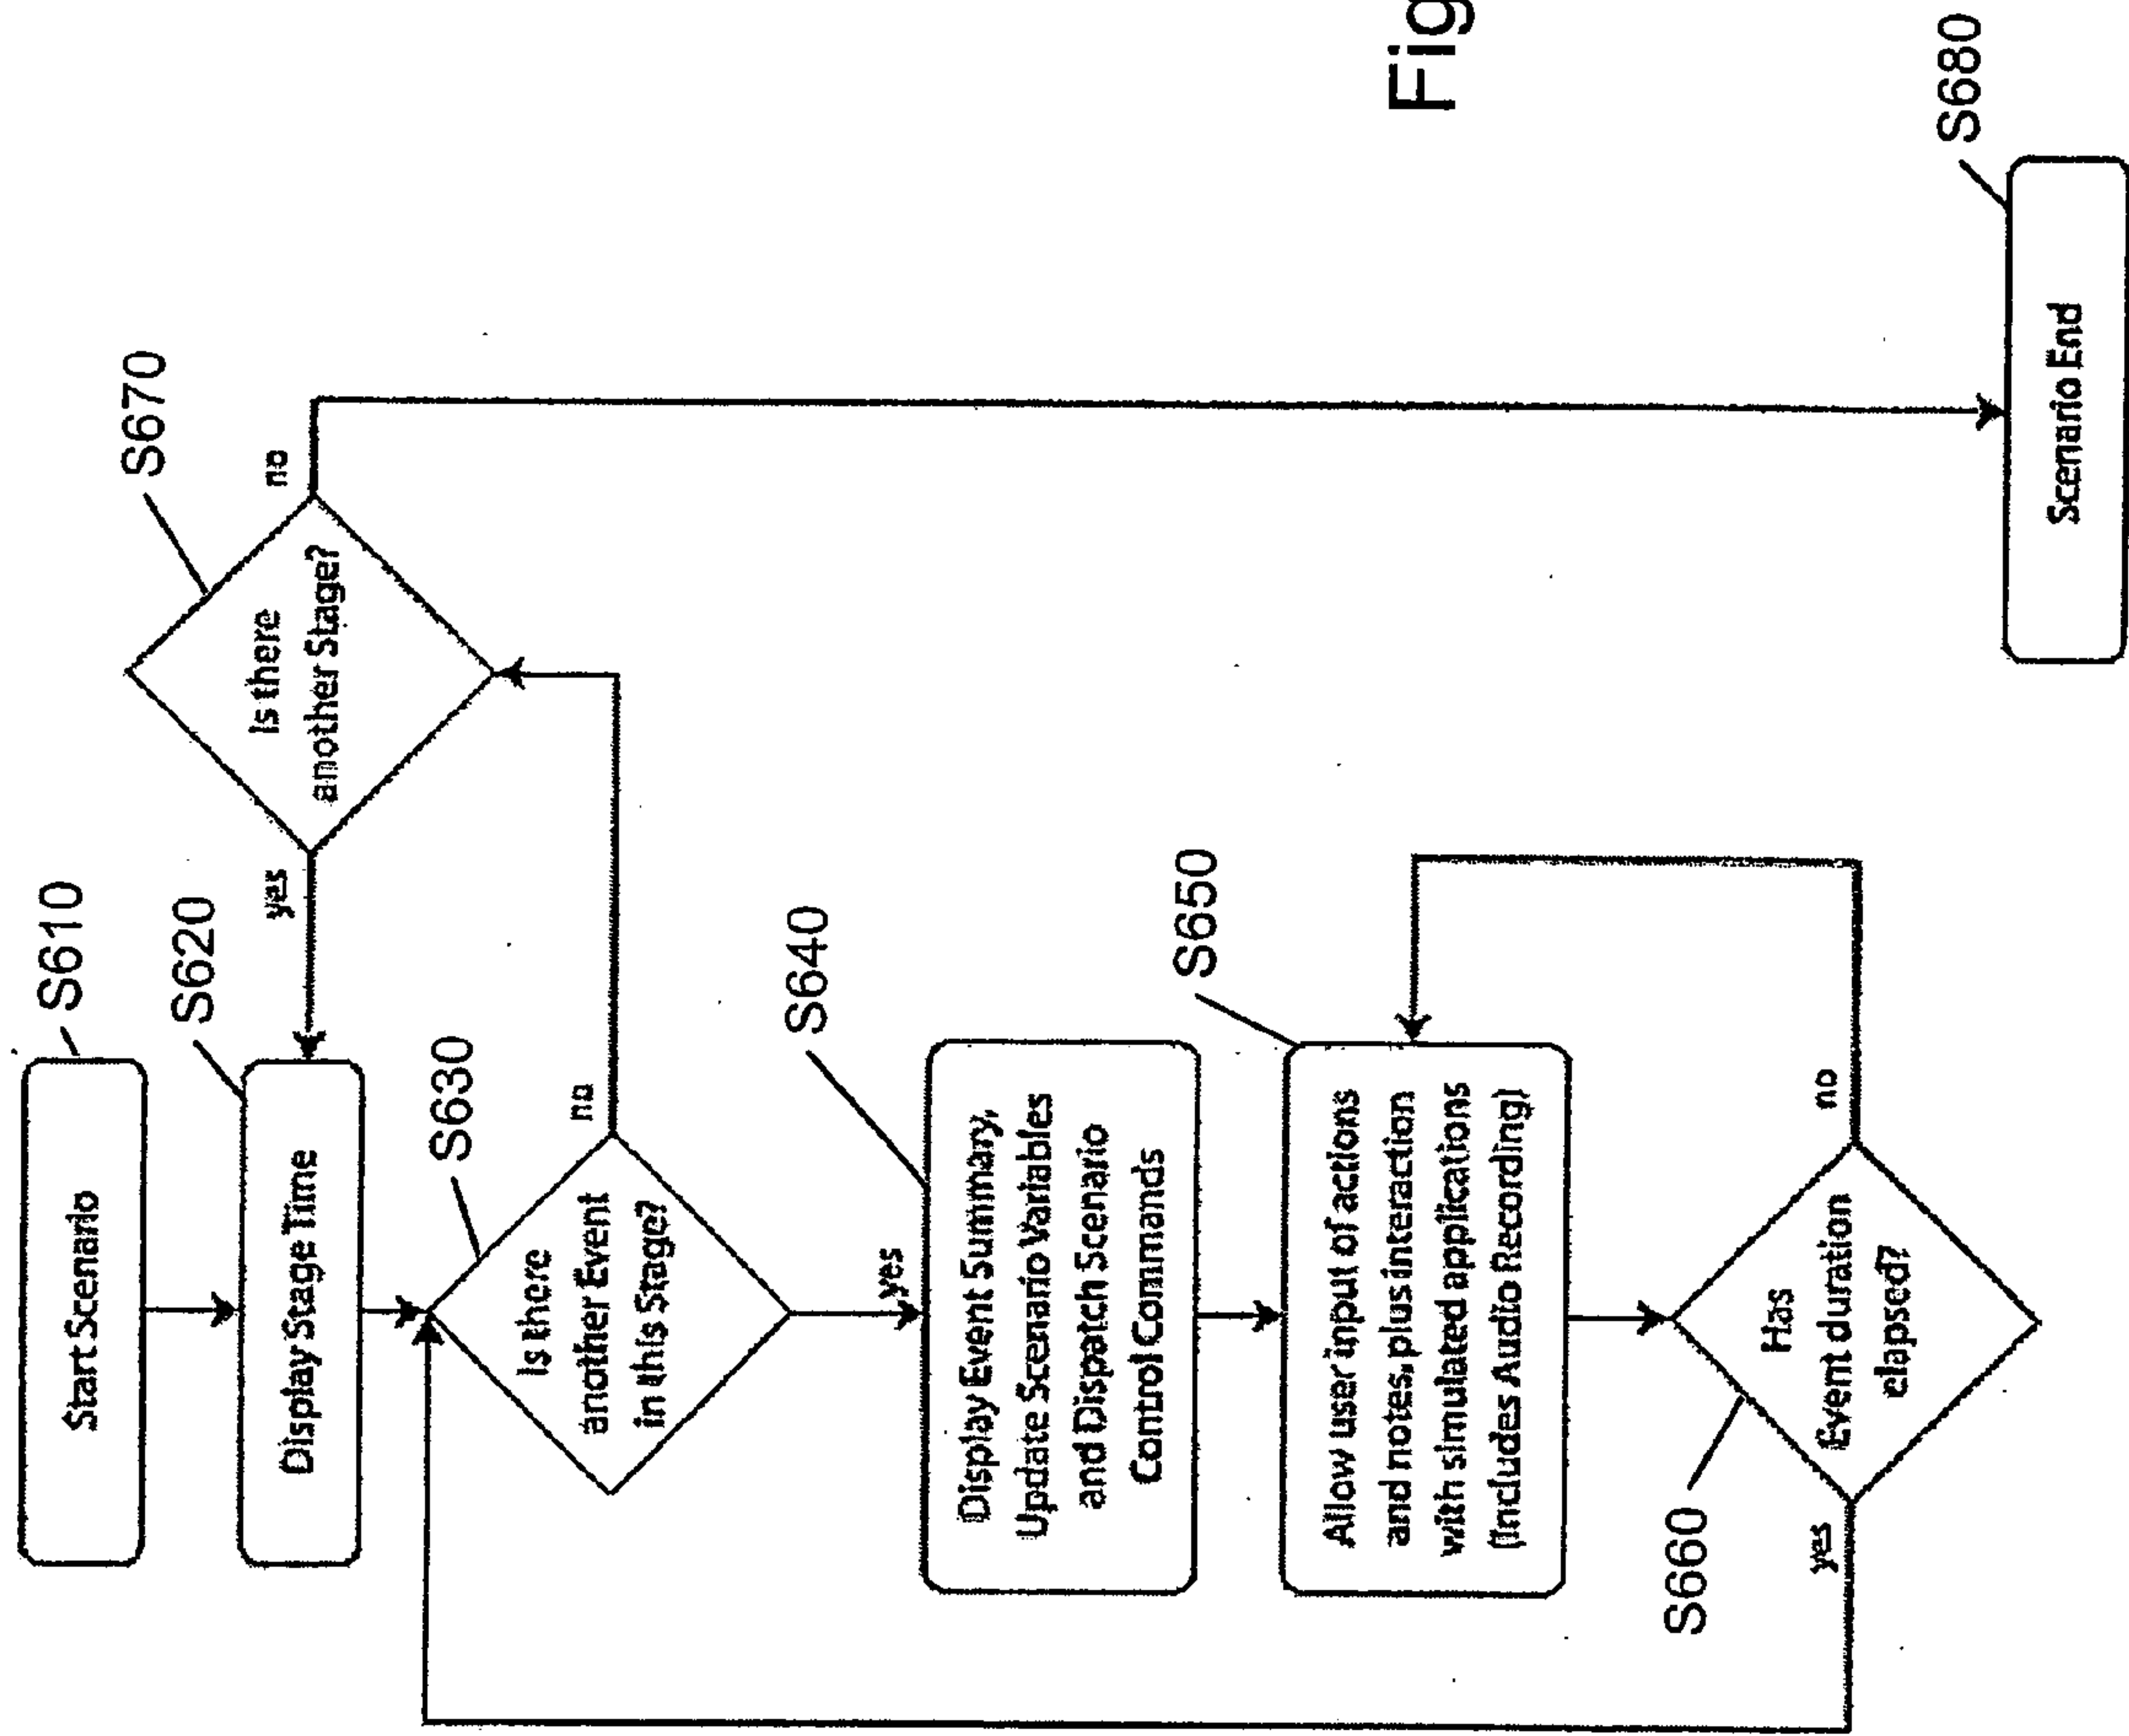 S610
Start Scenario
S620
Display Stage Time
yes
S670
Is there
another Stage?
no
S630
Is there
another Event
in this Stage?
no
yes
S640
Display Event Summary,
Update Scenario Variables
and Dispatch Scenario
Control Commands
S650
Allow user input of actions
and notes, plus interaction
with simulated applications
(Includes Audio Recording)
S660
Has
Event duration
elapsed?
no
yes
S680
Scenario End
Fig